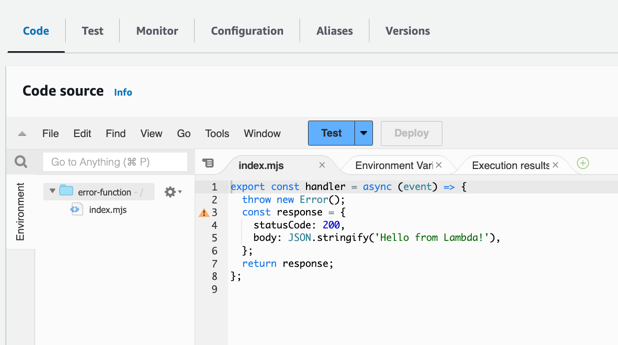 Code Test Monitor Configuration Aliases Versions
Code source Info
File Edit Find View Go Tools Window Test Deploy
Go to Anything (⌘ P) index.mjs × Environment Vari × Execution results ×
Environment
error-function - /
index.mjs
1 export const handler = async (event) => {
2 throw new Error();
3 const response = {
4 statusCode: 200,
5 body: JSON.stringify('Hello from Lambda!'),
6 };
7 return response;
8 };
9